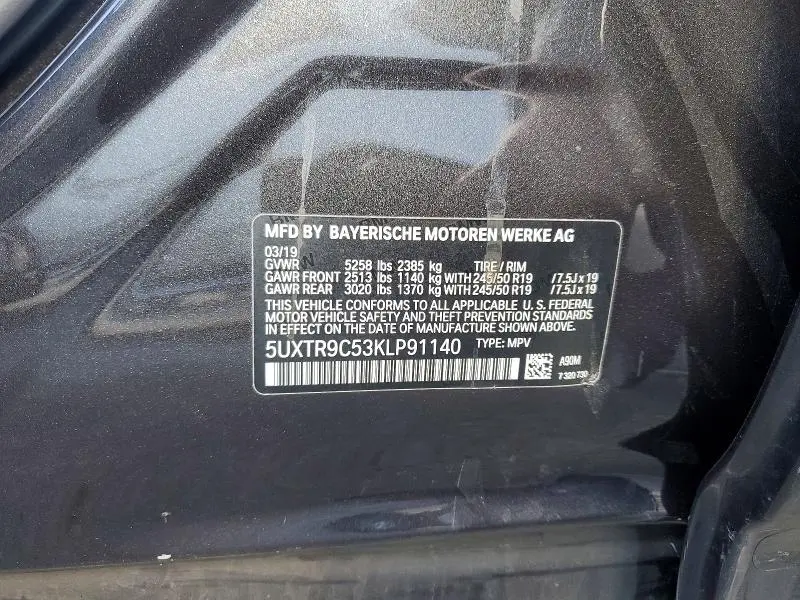 MFD BY BAYERISCHE MOTOREN WERKE AG
03/19
GVWR 5258 lbs 2385 kg TIRE / RIM
GAWR FRONT 2513 lbs 1140 kg WITH 245/50 R19 /7.5J x 19
GAWR REAR 3020 lbs 1370 kg WITH 245/50 R19 /7.5J x 19
THIS VEHICLE CONFORMS TO ALL APPLICABLE U.S. FEDERAL
MOTOR VEHICLE SAFETY AND THEFT PREVENTION STANDARDS
IN EFFECT ON THE DATE OF MANUFACTURE SHOWN ABOVE.
5UXTR9C53KLP91140 TYPE: MPV
A90M
7 320 730